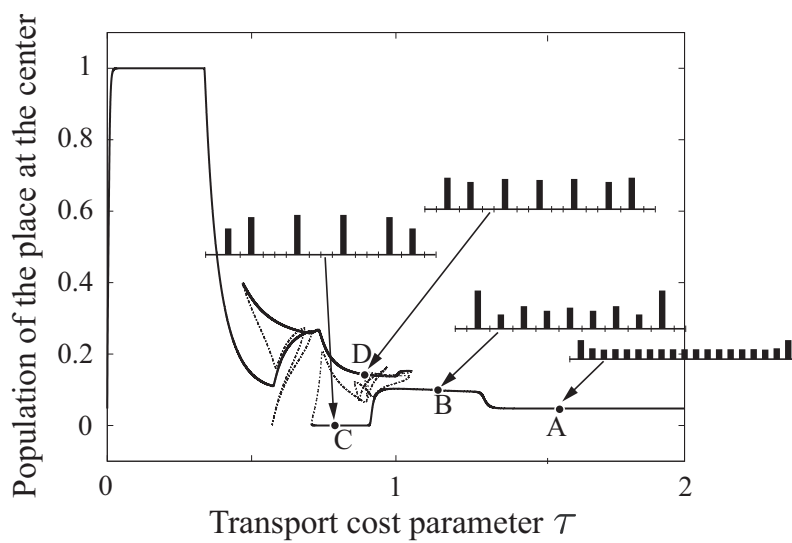 Population of the place at the center
1
0.8
0.6
0.4
0.2
0
D
B
A
C
0
1
2
Transport cost parameter τ